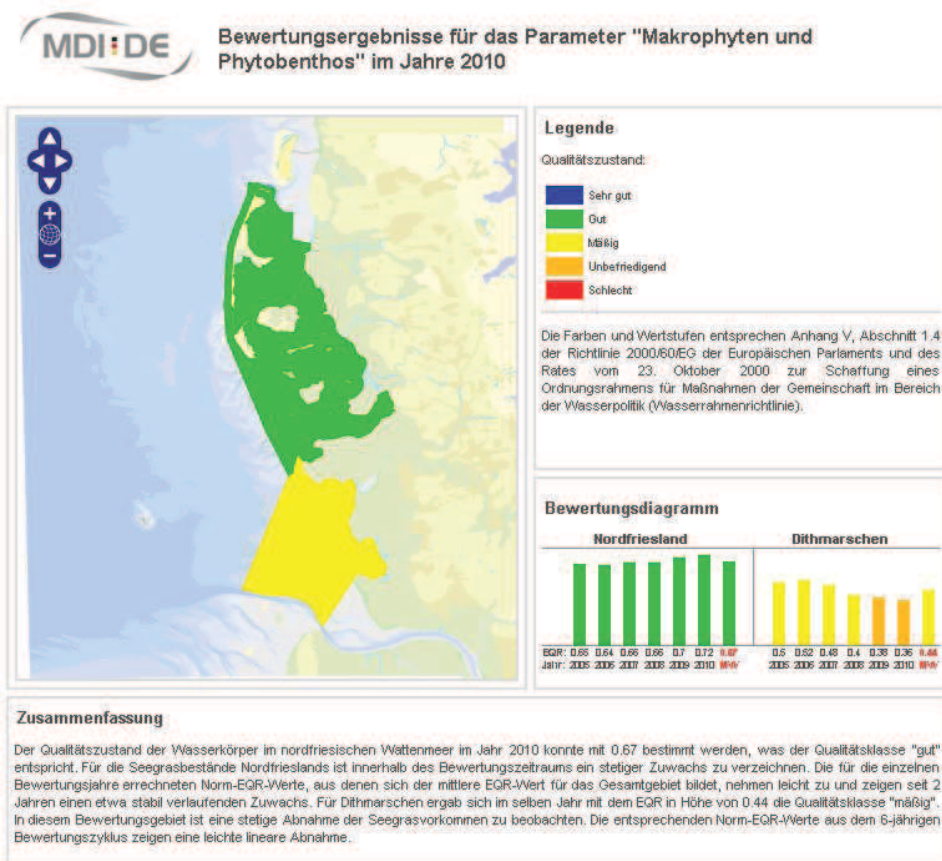 MDI DE
Bewertungsergebnisse für das Parameter "Makrophyten und
Phytobenthos" im Jahre 2010
Legende
Qualitätszustand:
Sehr gut
Gut
Mäßig
Unbefriedigend
Schlecht
Die Farben und Wertstufen entsprechen Anhang V, Abschnitt 1.4
der Richtlinie 2000/60/EG der Europäischen Parlaments und des
Rates vom 23. Oktober 2000 zur Schaffung eines
Ordnungsrahmens für Maßnahmen der Gemeinschaft im Bereich
der Wasserpolitik (Wasserrahmenrichtlinie).
Bewertungsdiagramm
Nordfriesland Dithmarschen
EQR: 0.65 0.64 0.66 0.66 0.7 0.72 0.67 0.5 0.52 0.48 0.4 0.38 0.36 0.44
Jahr: 2005 2006 2007 2008 2009 2010 2005 2006 2007 2008 2009 2010
Zusammenfassung
Der Qualitätszustand der Wasserkörper im nordfriesischen Wattenmeer im Jahr 2010 konnte mit 0.67 bestimmt werden, was der Qualitätsklasse "gut"
entspricht. Für die Seegrasbestände Nordfrieslands ist innerhalb des Bewertungszeitraums ein stetiger Zuwachs zu verzeichnen. Die für die einzelnen
Bewertungsjahre errechneten Norm-EQR-Werte, aus denen sich der mittlere EQR-Wert für das Gesamtgebiet bildet, nehmen leicht zu und zeigen seit 2
Jahren einen etwa stabil verlaufenden Zuwachs. Für Dithmarschen ergab sich im selben Jahr mit dem EQR in Höhe von 0.44 die Qualitätsklasse "mäßig".
In diesem Bewertungsgebiet ist eine stetige Abnahme der Seegrasvorkommen zu beobachten. Die entsprechenden Norm-EQR-Werte aus dem 6-jährigen
Bewertungszyklus zeigen eine leichte lineare Abnahme.